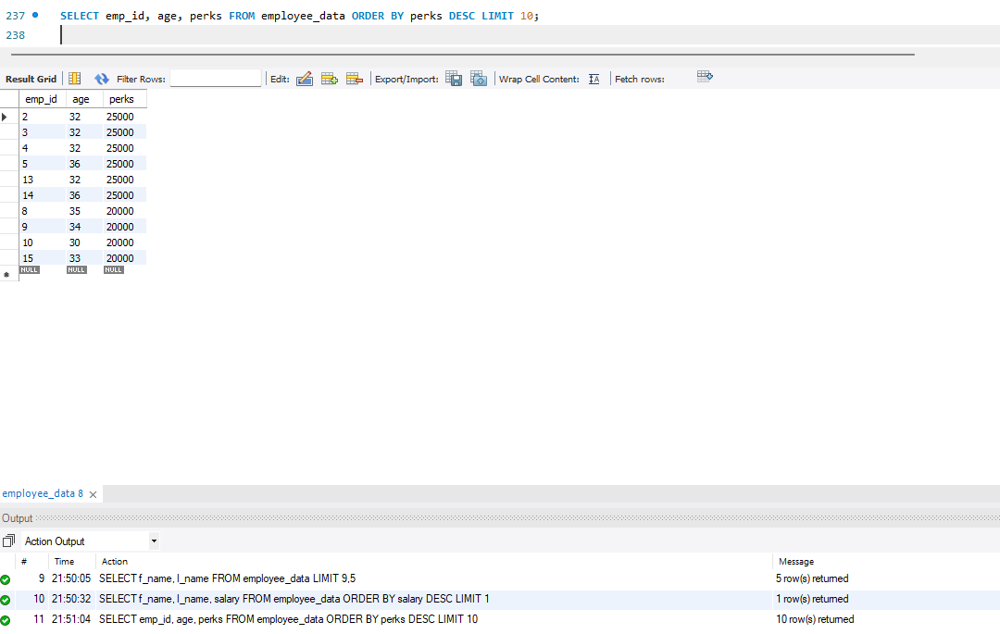 237 SELECT emp_id, age, perks FROM employee_data ORDER BY perks DESC LIMIT 10;
238
Result Grid Filter Rows: Edit: Export/Import: Wrap Cell Content: Fetch rows:
emp_id age perks
2 32 25000
3 32 25000
4 32 25000
5 36 25000
13 32 25000
14 36 25000
8 35 20000
9 34 20000
10 30 20000
15 33 20000
NULL NULL NULL
employee_data 8
Output
Action Output
# Time Action Message
9 21:50:05 SELECT f_name, l_name FROM employee_data LIMIT 9,5 5 row(s) returned
10 21:50:32 SELECT f_name, l_name, salary FROM employee_data ORDER BY salary DESC LIMIT 1 1 row(s) returned
11 21:51:04 SELECT emp_id, age, perks FROM employee_data ORDER BY perks DESC LIMIT 10 10 row(s) returned